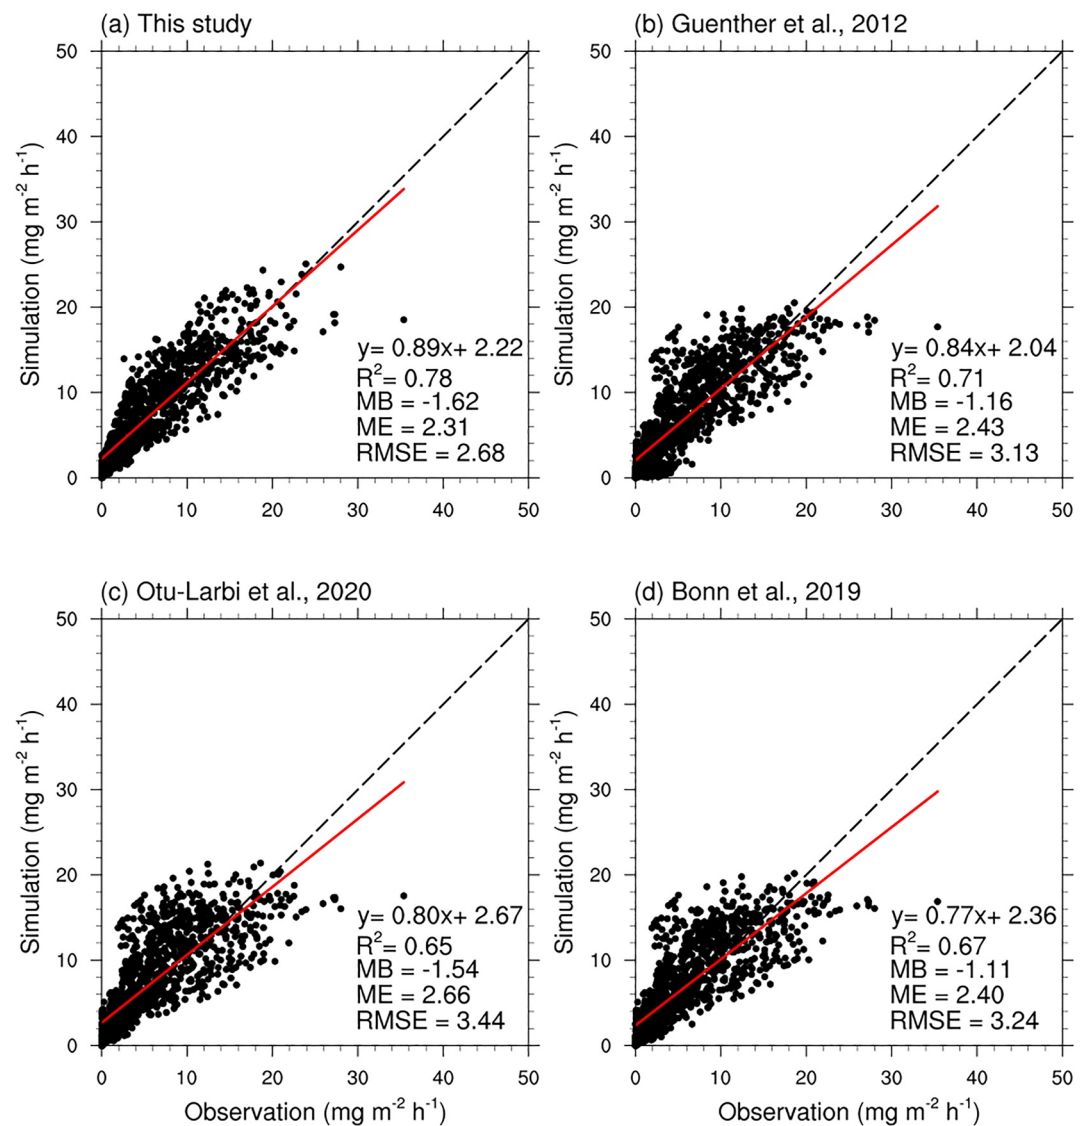 (a) This study
50
40
30
20
10
0
0 10 20 30 40 50
Simulation (mg m⁻² h⁻¹)
y= 0.89x+ 2.22
R²= 0.78
MB = -1.62
ME = 2.31
RMSE = 2.68
(b) Guenther et al., 2012
50
40
30
20
10
0
0 10 20 30 40 50
Simulation (mg m⁻² h⁻¹)
y= 0.84x+ 2.04
R²= 0.71
MB = -1.16
ME = 2.43
RMSE = 3.13
(c) Otu-Larbi et al., 2020
50
40
30
20
10
0
0 10 20 30 40 50
Simulation (mg m⁻² h⁻¹)
Observation (mg m⁻² h⁻¹)
y= 0.80x+ 2.67
R²= 0.65
MB = -1.54
ME = 2.66
RMSE = 3.44
(d) Bonn et al., 2019
50
40
30
20
10
0
0 10 20 30 40 50
Simulation (mg m⁻² h⁻¹)
Observation (mg m⁻² h⁻¹)
y= 0.77x+ 2.36
R²= 0.67
MB = -1.11
ME = 2.40
RMSE = 3.24